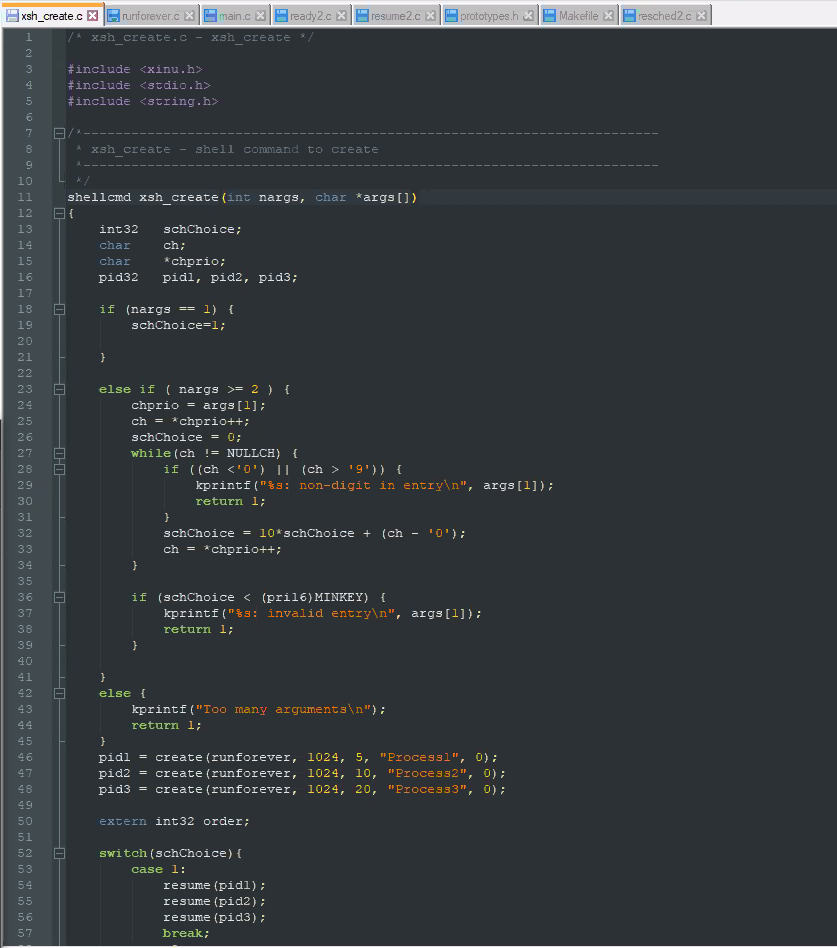 xsh_create.c runforever.c main.c ready2.c resume2.c prototypes.h Makefile resched2.c
1 /* xsh_create.c - xsh_create */
2
3 #include <xinu.h>
4 #include <stdio.h>
5 #include <string.h>
6
7 /*------------------------------------------------------------------------
8  * xsh_create - shell command to create
9  *------------------------------------------------------------------------
10  */
11 shellcmd xsh_create(int nargs, char *args[])
12 {
13     int32   schChoice;
14     char    ch;
15     char    *chprio;
16     pid32   pid1, pid2, pid3;
17
18     if (nargs == 1) {
19         schChoice=1;
20
21     }
22
23     else if ( nargs >= 2 ) {
24         chprio = args[1];
25         ch = *chprio++;
26         schChoice = 0;
27         while(ch != NULLCH) {
28             if ((ch <'0') || (ch > '9')) {
29                 kprintf("%s: non-digit in entry\n", args[1]);
30                 return 1;
31             }
32             schChoice = 10*schChoice + (ch - '0');
33             ch = *chprio++;
34         }
35
36         if (schChoice < (pri16)MINKEY) {
37             kprintf("%s: invalid entry\n", args[1]);
38             return 1;
39         }
40
41     }
42     else {
43         kprintf("Too many arguments\n");
44         return 1;
45     }
46     pid1 = create(runforever, 1024, 5, "Process1", 0);
47     pid2 = create(runforever, 1024, 10, "Process2", 0);
48     pid3 = create(runforever, 1024, 20, "Process3", 0);
49
50     extern int32 order;
51
52     switch(schChoice){
53         case 1:
54             resume(pid1);
55             resume(pid2);
56             resume(pid3);
57             break;